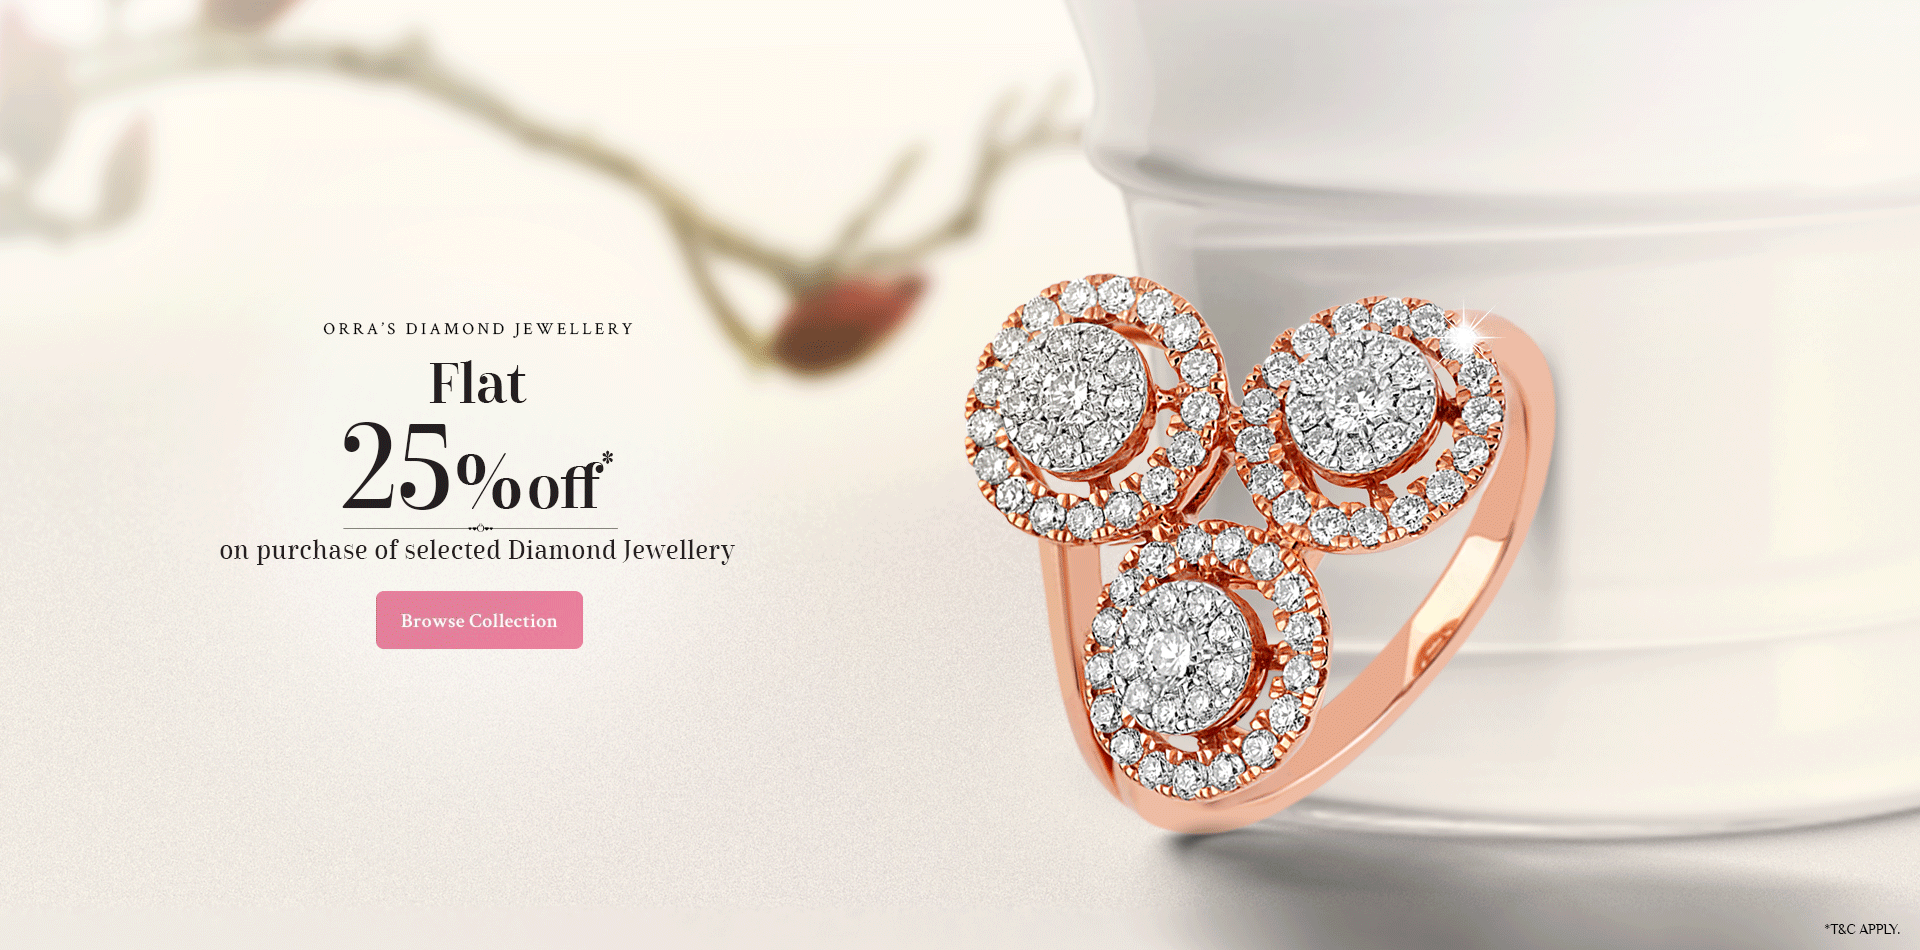 ORRA'S DIAMOND JEWELLERY
Flat
25% off*
on purchase of selected Diamond Jewellery
Browse Collection
*T&C APPLY.